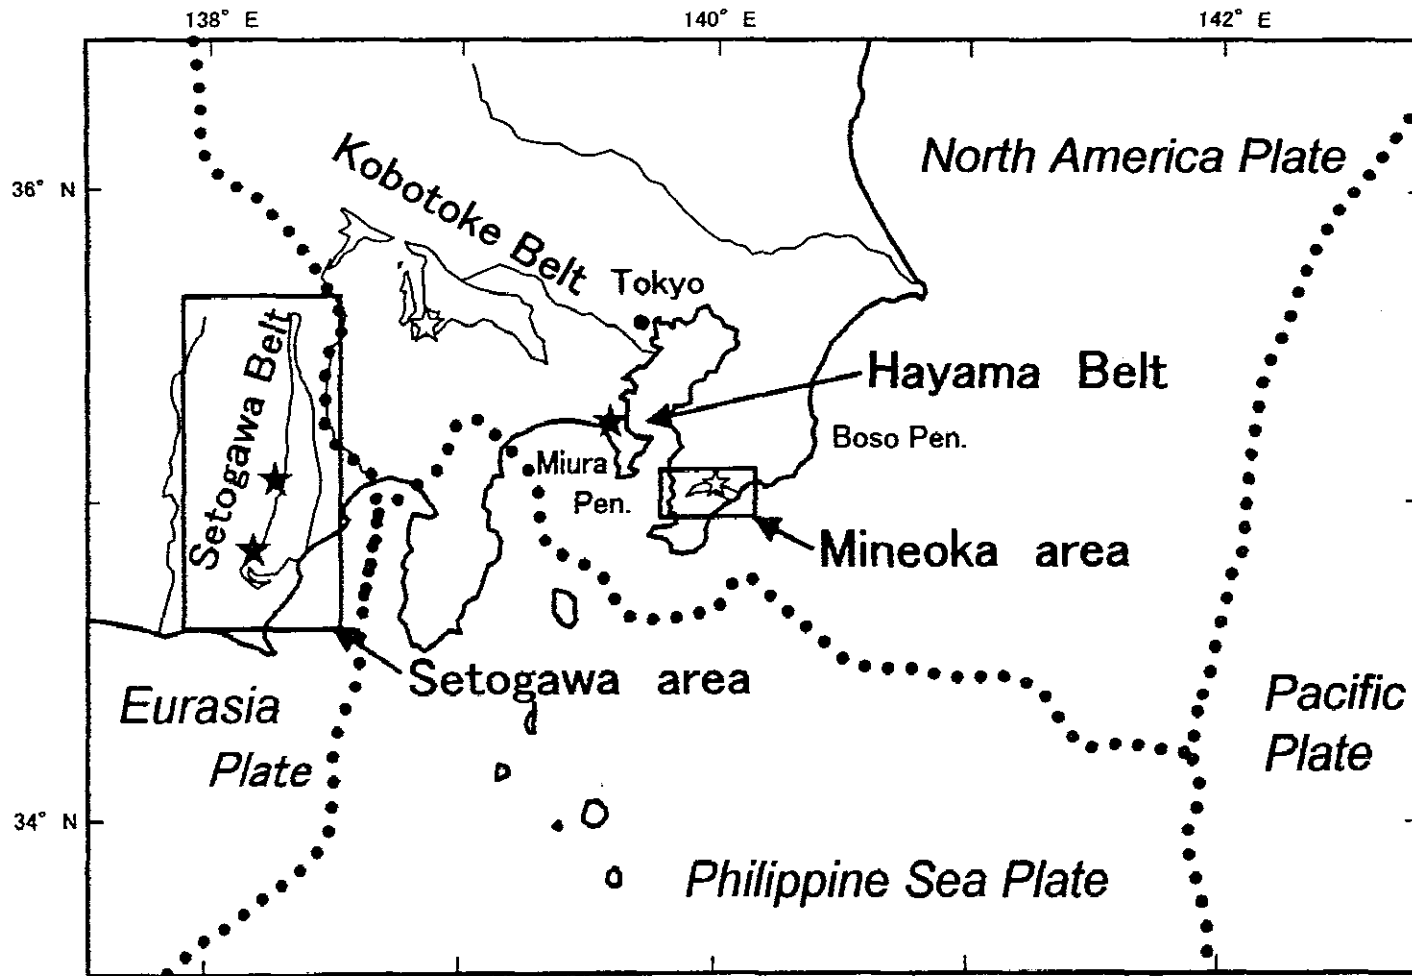 138° E
140° E
142° E
North America Plate
36° N
Kobotoke Belt
Tokyo
Setogawa Belt
Hayama Belt
Boso Pen.
Miura
Pen.
Mineoka area
Setogawa area
Eurasia
Plate
Pacific
Plate
34° N
Philippine Sea Plate